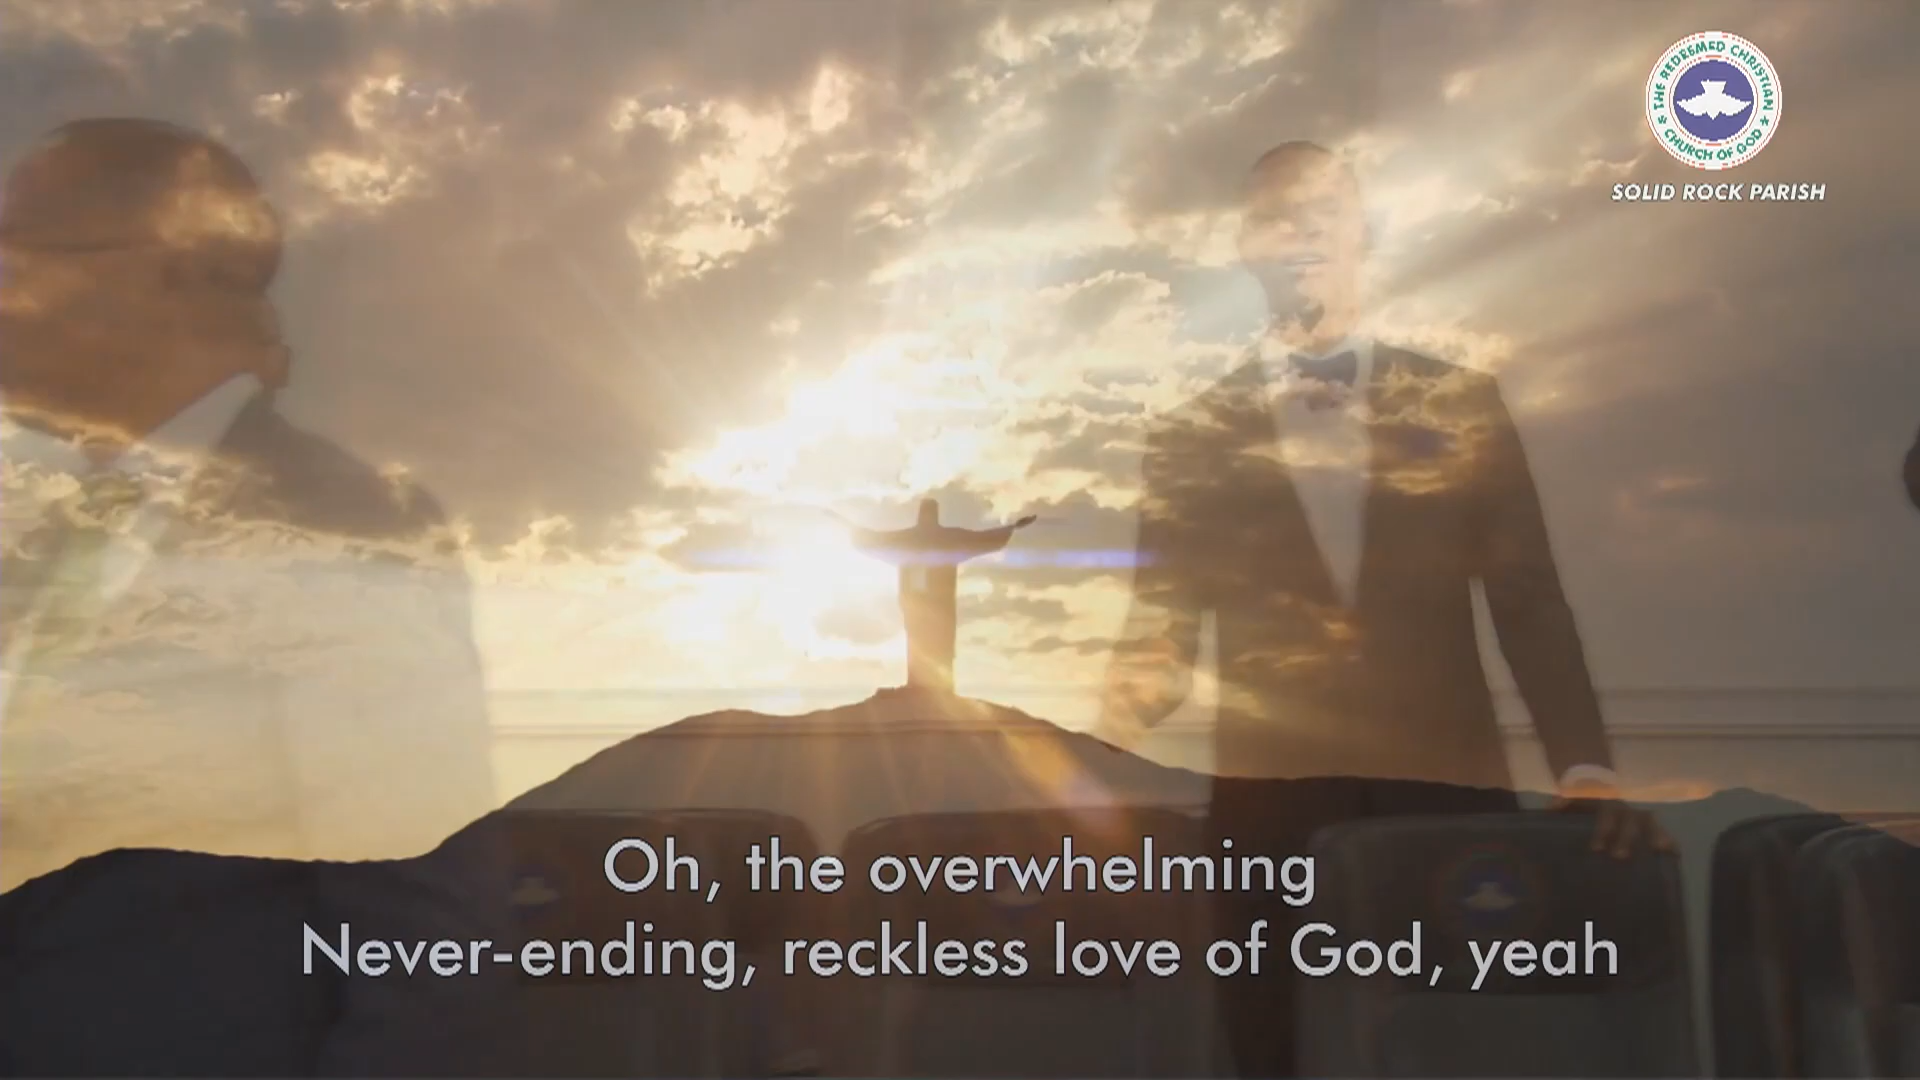 THE REDEEMED CHRISTIAN
CHURCH OF GOD
SOLID ROCK PARISH
Oh, the overwhelming
Never-ending, reckless love of God, yeah